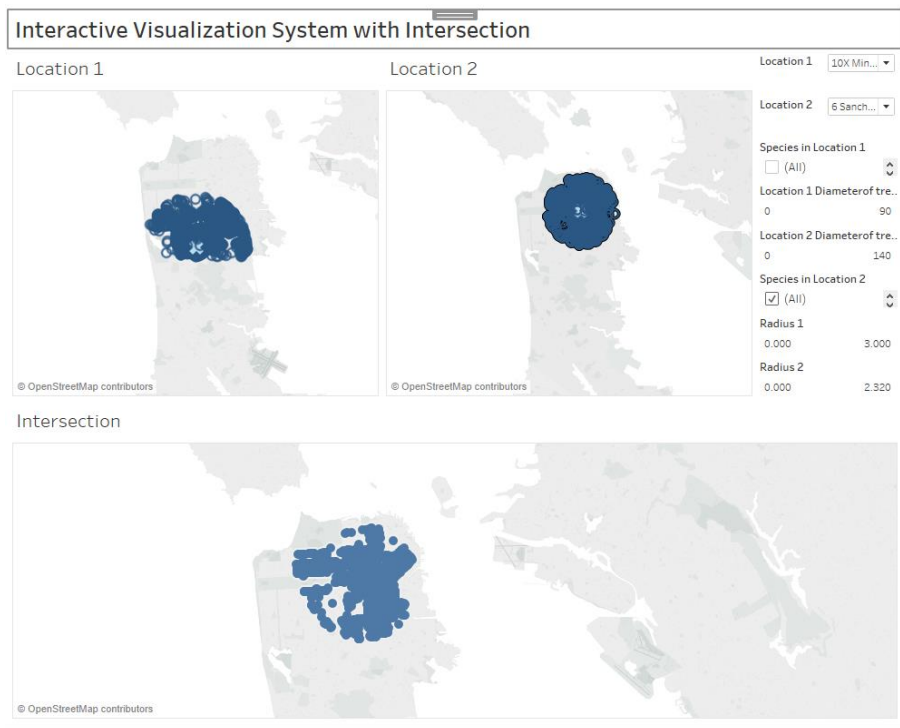 Interactive Visualization System with Intersection
Location 1
Location 2
© OpenStreetMap contributors
© OpenStreetMap contributors
Location 1 10X Min...
Location 2 6 Sanch...
Species in Location 1
(All)
Location 1 Diameterof tre..
0 90
Location 2 Diameterof tre..
0 140
Species in Location 2
(All)
Radius 1
0.000 3.000
Radius 2
0.000 2.320
Intersection
© OpenStreetMap contributors